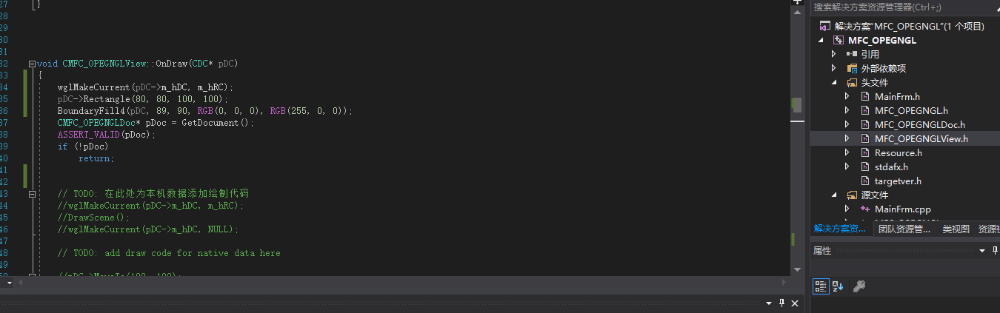 27 }
28
29
30
31
32 void CMFC_OPEGNGLView::OnDraw(CDC* pDC)
33 {
34 wglMakeCurrent(pDC->m_hDC, m_hRC);
35 pDC->Rectangle(80, 80, 100, 100);
36 BoundaryFill4(pDC, 89, 90, RGB(0, 0, 0), RGB(255, 0, 0));
37 CMFC_OPEGNGLDoc* pDoc = GetDocument();
38 ASSERT_VALID(pDoc);
39 if (!pDoc)
40 return;
41
42
43 // TODO: 在此处为本机数据添加绘制代码
44 //wglMakeCurrent(pDC->m_hDC, m_hRC);
45 //DrawScene();
46 //wglMakeCurrent(pDC->m_hDC, NULL);
47
48 // TODO: add draw code for native data here
49
搜索解决方案资源管理器(Ctrl+;)
解决方案"MFC_OPEGNGL"(1 个项目)
MFC_OPEGNGL
引用
外部依赖项
头文件
MainFrm.h
MFC_OPEGNGL.h
MFC_OPEGNGLDoc.h
MFC_OPEGNGLView.h
Resource.h
stdafx.h
targetver.h
源文件
MainFrm.cpp
解决方案资... 团队资源管... 类视图 资源视
属性